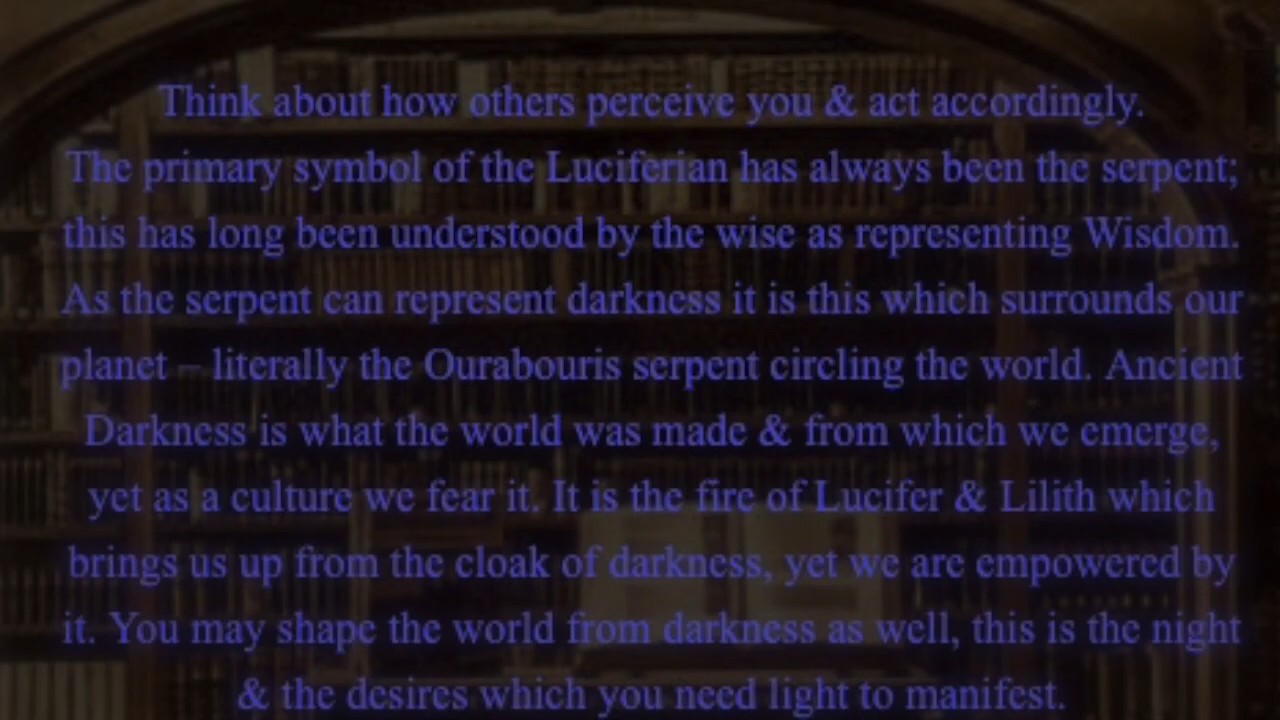 Think about how others perceive you & act accordingly.
The primary symbol of the Luciferian has always been the serpent;
this has long been understood by the wise as representing Wisdom.
As the serpent can represent darkness it is this which surrounds our
planet – literally the Ourabouris serpent circling the world. Ancient
Darkness is what the world was made & from which we emerge,
yet as a culture we fear it. It is the fire of Lucifer & Lilith which
brings us up from the cloak of darkness, yet we are empowered by
it. You may shape the world from darkness as well, this is the night
& the desires which you need light to manifest.